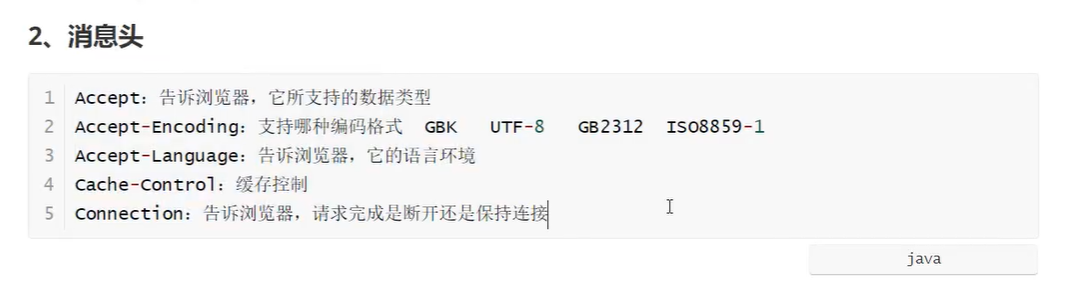 2、消息头
1 Accept：告诉浏览器，它所支持的数据类型
2 Accept-Encoding：支持哪种编码格式 GBK UTF-8 GB2312 ISO8859-1
3 Accept-Language：告诉浏览器，它的语言环境
4 Cache-Control：缓存控制
5 Connection：告诉浏览器，请求完成是断开还是保持连接
java